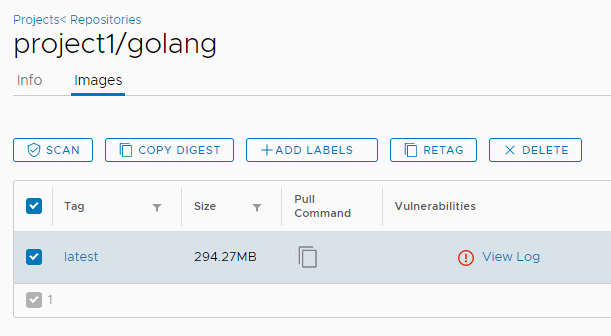 Projects< Repositories
project1/golang
Info Images
SCAN COPY DIGEST +ADD LABELS RETAG DELETE
Tag Size Pull Command Vulnerabilities
latest 294.27MB View Log
1